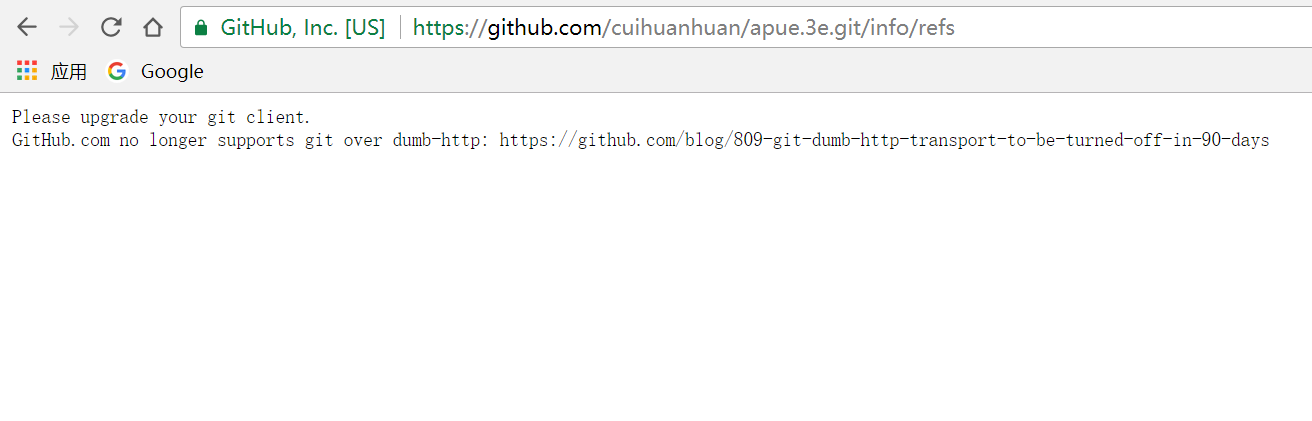 GitHub, Inc. [US] https://github.com/cuihuanhuan/apue.3e.git/info/refs
应用 Google
Please upgrade your git client.
GitHub.com no longer supports git over dumb-http: https://github.com/blog/809-git-dumb-http-transport-to-be-turned-off-in-90-days